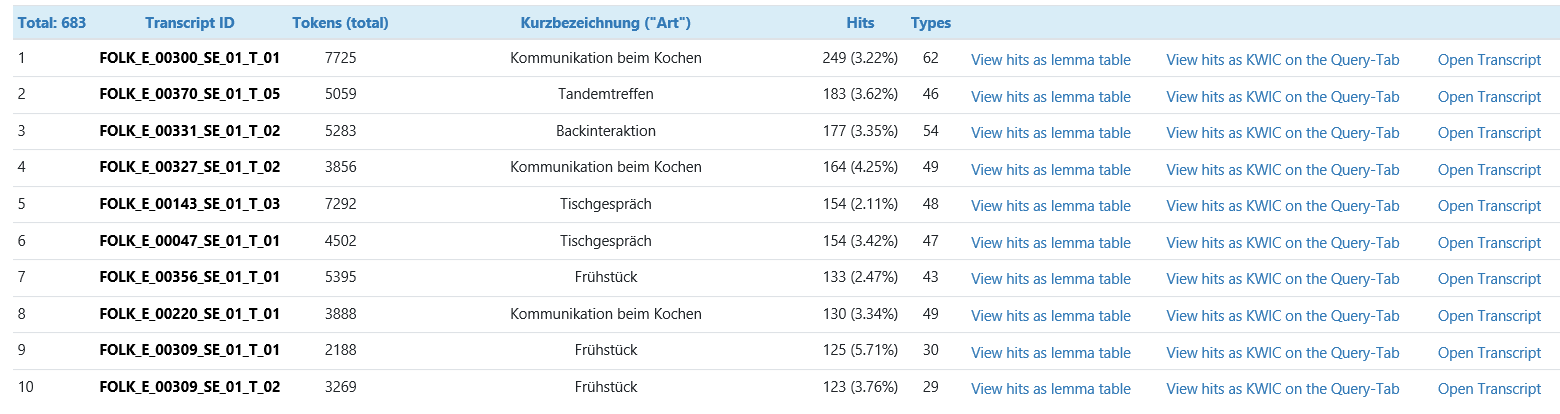 Total: 683 Transcript ID Tokens (total) Kurzbezeichnung ("Art") Hits Types
1 FOLK_E_00300_SE_01_T_01 7725 Kommunikation beim Kochen 249 (3.22%) 62 View hits as lemma table View hits as KWIC on the Query-Tab Open Transcript
2 FOLK_E_00370_SE_01_T_05 5059 Tandemtreffen 183 (3.62%) 46 View hits as lemma table View hits as KWIC on the Query-Tab Open Transcript
3 FOLK_E_00331_SE_01_T_02 5283 Backinteraktion 177 (3.35%) 54 View hits as lemma table View hits as KWIC on the Query-Tab Open Transcript
4 FOLK_E_00327_SE_01_T_02 3856 Kommunikation beim Kochen 164 (4.25%) 49 View hits as lemma table View hits as KWIC on the Query-Tab Open Transcript
5 FOLK_E_00143_SE_01_T_03 7292 Tischgespräch 154 (2.11%) 48 View hits as lemma table View hits as KWIC on the Query-Tab Open Transcript
6 FOLK_E_00047_SE_01_T_01 4502 Tischgespräch 154 (3.42%) 47 View hits as lemma table View hits as KWIC on the Query-Tab Open Transcript
7 FOLK_E_00356_SE_01_T_01 5395 Frühstück 133 (2.47%) 43 View hits as lemma table View hits as KWIC on the Query-Tab Open Transcript
8 FOLK_E_00220_SE_01_T_01 3888 Kommunikation beim Kochen 130 (3.34%) 49 View hits as lemma table View hits as KWIC on the Query-Tab Open Transcript
9 FOLK_E_00309_SE_01_T_01 2188 Frühstück 125 (5.71%) 30 View hits as lemma table View hits as KWIC on the Query-Tab Open Transcript
10 FOLK_E_00309_SE_01_T_02 3269 Frühstück 123 (3.76%) 29 View hits as lemma table View hits as KWIC on the Query-Tab Open Transcript